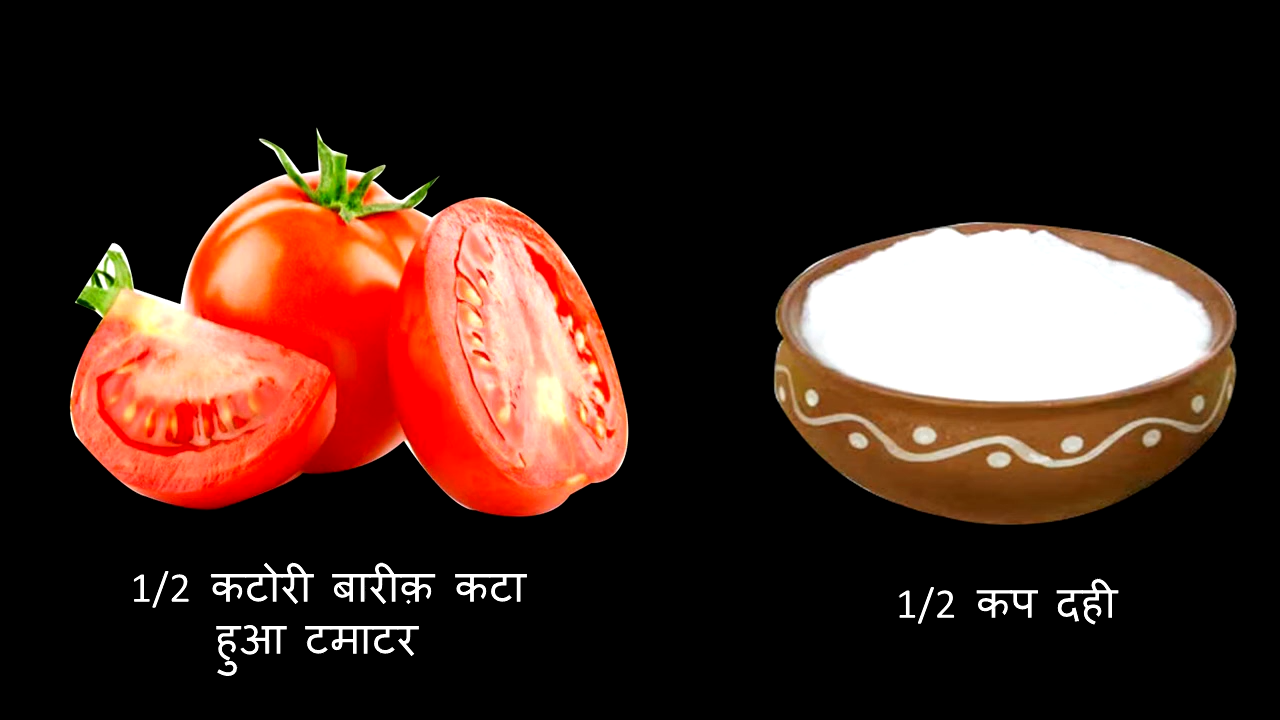 1/2 कटोरी बारीक़ कटा
हुआ टमाटर
1/2 कप दही